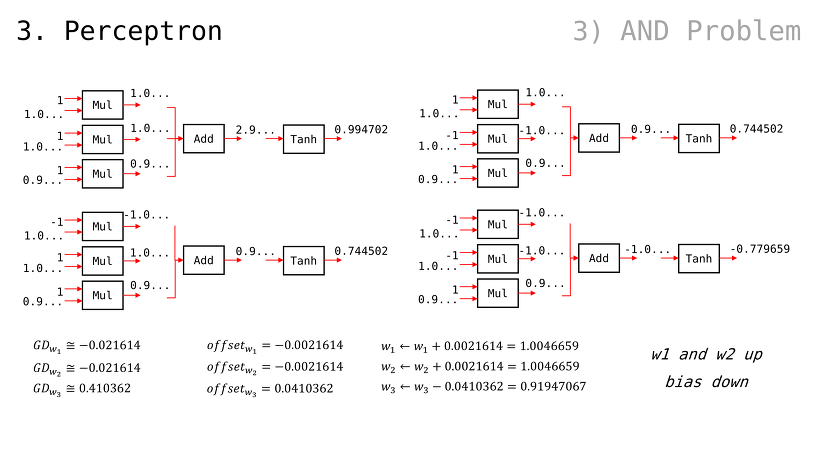 3. Perceptron
3) AND Problem
1
1.0...
Mul
1.0...
1
1.0...
Mul
1.0...
1
0.9...
Mul
0.9...
Add
2.9...
Tanh
0.994702
1
1.0...
Mul
1.0...
-1
1.0...
Mul
-1.0...
1
0.9...
Mul
0.9...
Add
0.9...
Tanh
0.744502
-1
1.0...
Mul
-1.0...
1
1.0...
Mul
1.0...
1
0.9...
Mul
0.9...
Add
0.9...
Tanh
0.744502
-1
1.0...
Mul
-1.0...
-1
1.0...
Mul
-1.0...
1
0.9...
Mul
0.9...
Add
-1.0...
Tanh
-0.779659
GD_{w_1} ≅ −0.021614
GD_{w_2} ≅ −0.021614
GD_{w_3} ≅ 0.410362
offset_{w_1} = −0.0021614
offset_{w_2} = −0.0021614
offset_{w_3} = 0.0410362
w_1 ← w_1 + 0.0021614 = 1.0046659
w_2 ← w_2 + 0.0021614 = 1.0046659
w_3 ← w_3 − 0.0410362 = 0.91947067
w1 and w2 up
bias down